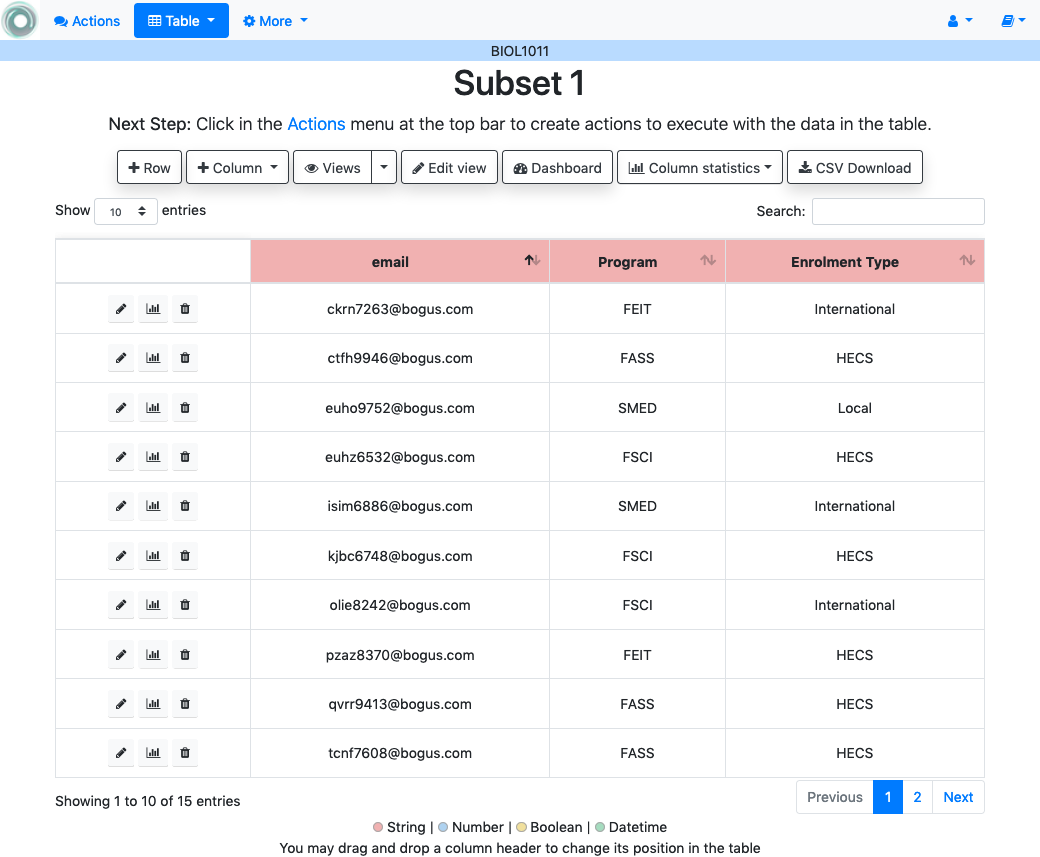 Actions Table More
BIOL1011
Subset 1
Next Step: Click in the Actions menu at the top bar to create actions to execute with the data in the table.
Row Column Views Edit view Dashboard Column statistics CSV Download
Show 10 entries Search:
email Program Enrolment Type
ckrn7263@bogus.com FEIT International
ctfh9946@bogus.com FASS HECS
euho9752@bogus.com SMED Local
euhz6532@bogus.com FSCI HECS
isim6886@bogus.com SMED International
kjbc6748@bogus.com FSCI HECS
olie8242@bogus.com FSCI International
pzaz8370@bogus.com FEIT HECS
qvrr9413@bogus.com FASS HECS
tcnf7608@bogus.com FASS HECS
Showing 1 to 10 of 15 entries Previous 1 2 Next
String | Number | Boolean | Datetime
You may drag and drop a column header to change its position in the table